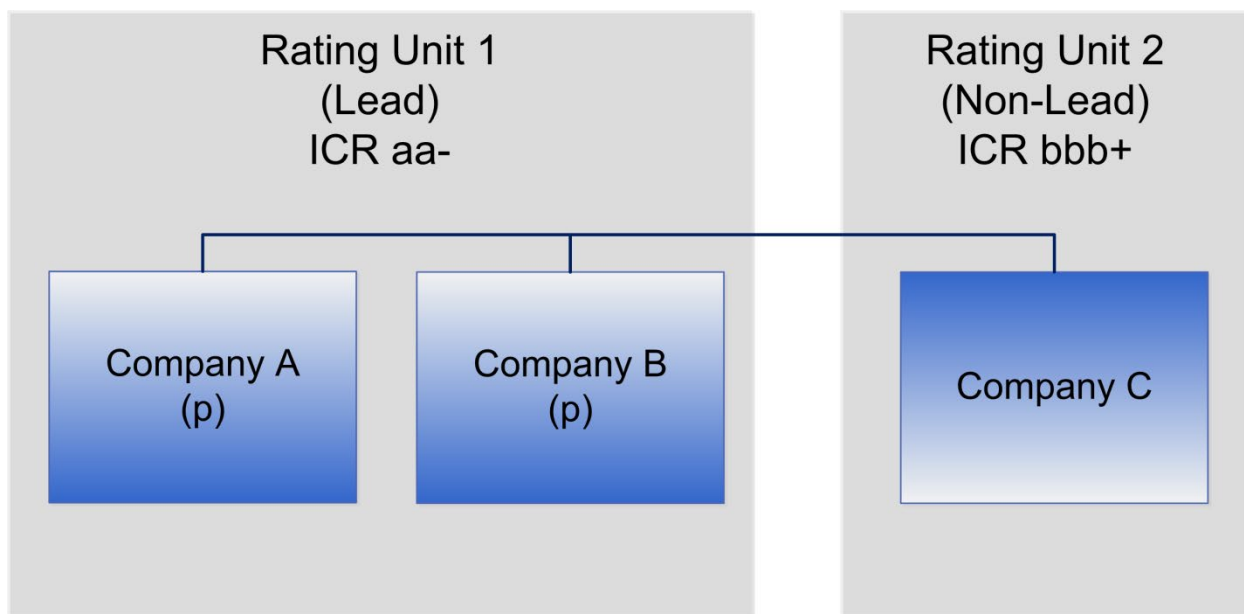 Rating Unit 1
(Lead)
ICR aa-
Rating Unit 2
(Non-Lead)
ICR bbb+
Company A
(p)
Company B
(p)
Company C